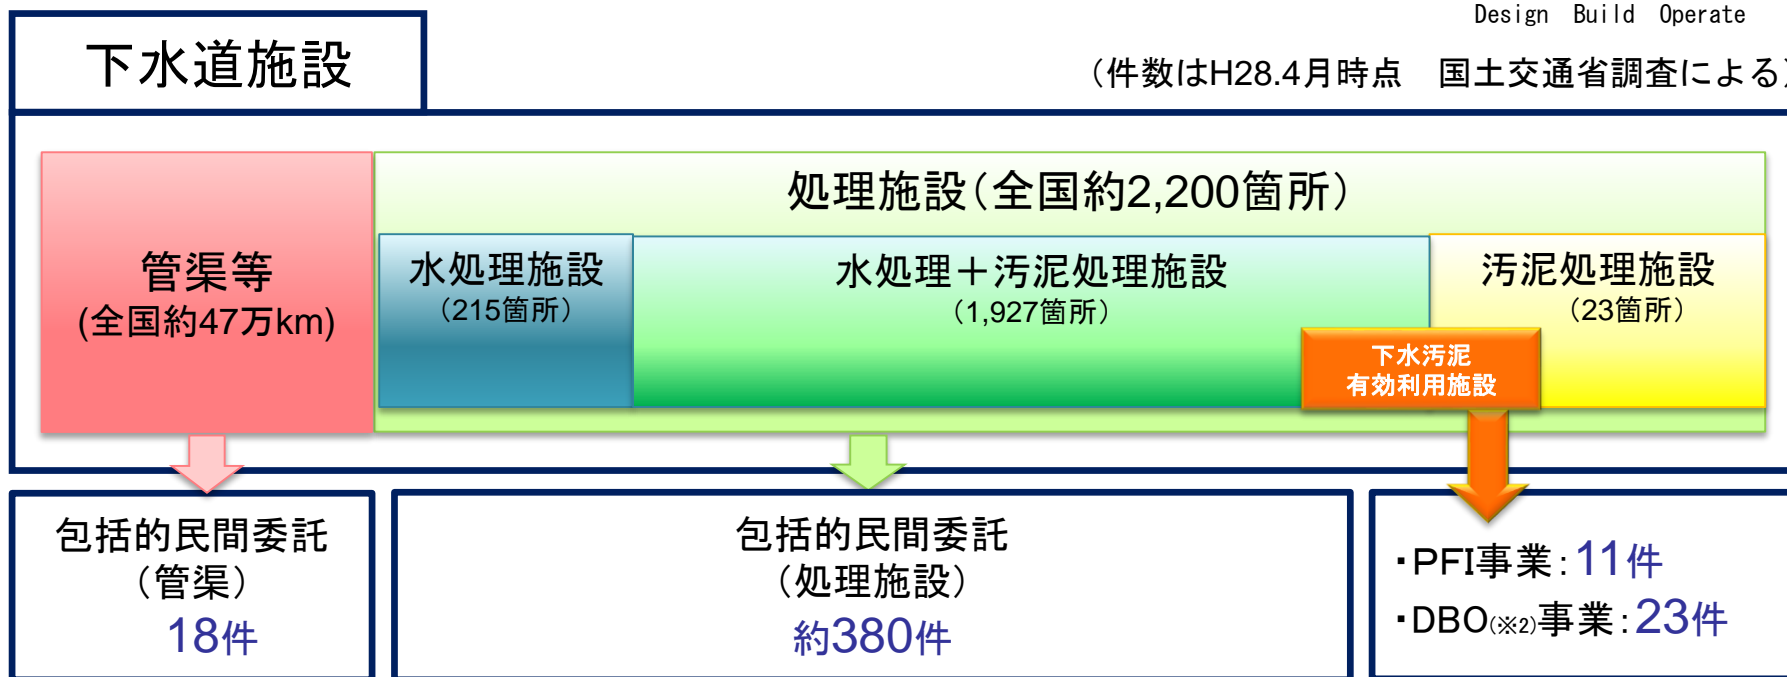 Design Build Operate
下水道施設
（件数はH28.4月時点　国土交通省調査による）
管渠等
(全国約47万km)
処理施設（全国約2,200箇所）
水処理施設
（215箇所）
水処理＋汚泥処理施設
（1,927箇所）
汚泥処理施設
（23箇所）
下水汚泥
有効利用施設
包括的民間委託
（管渠）
18件
包括的民間委託
（処理施設）
約380件
・PFI事業：11件
・DBO(※2)事業：23件